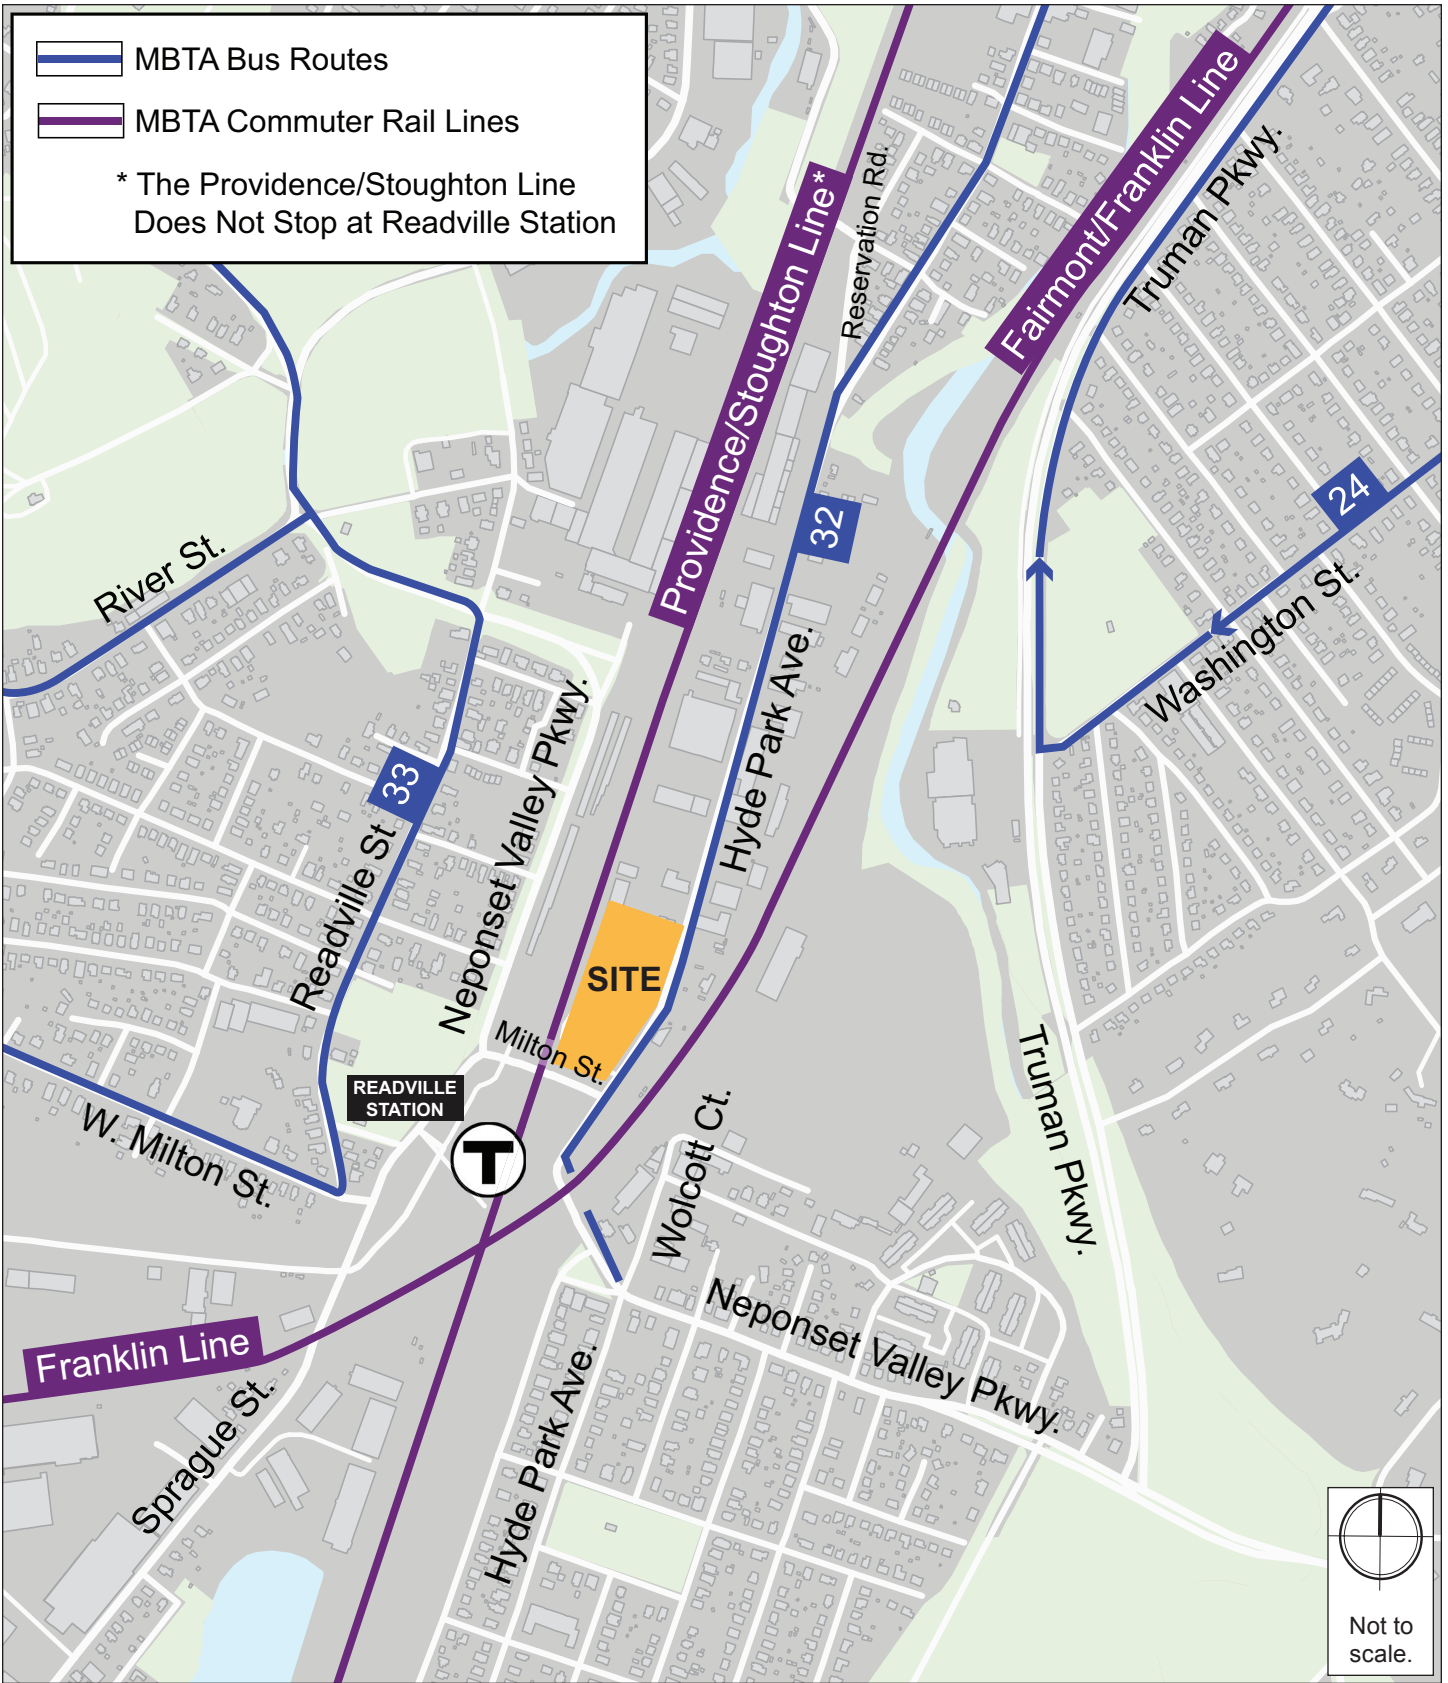 MBTA Bus Routes
MBTA Commuter Rail Lines
* The Providence/Stoughton Line
Does Not Stop at Readville Station
Providence/Stoughton Line*
Reservation Rd.
Fairmont/Franklin Line
Truman Pkwy.
24
32
Washington St.
River St.
33
Readville St
Neponset Valley Pkwy.
Hyde Park Ave.
SITE
Milton St.
READVILLE
STATION
T
W. Milton St.
Wolcott Ct.
Truman Pkwy.
Neponset Valley Pkwy.
Franklin Line
Sprague St.
Hyde Park Ave.
Not to
scale.